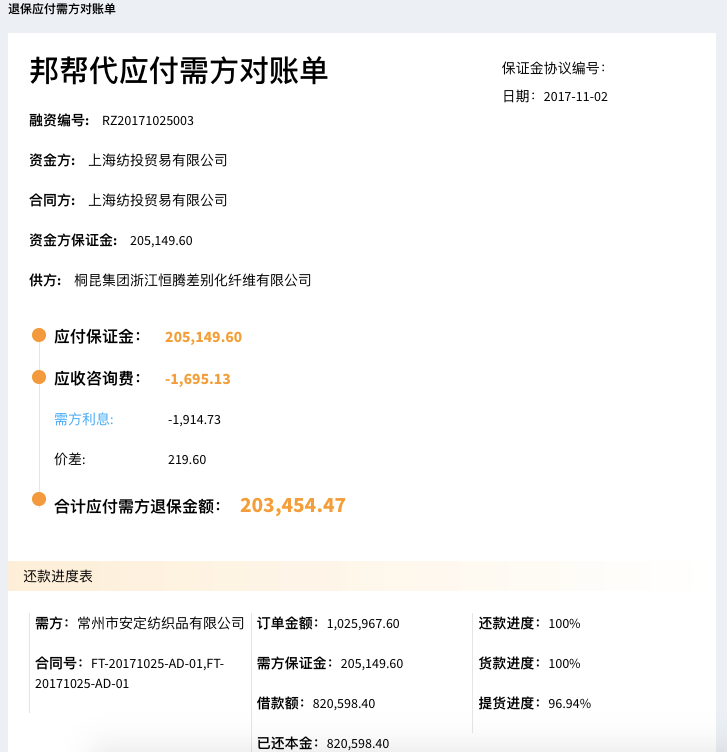 退保应付需方对账单
邦帮代应付需方对账单
保证金协议编号：
日期：2017-11-02
融资编号: RZ20171025003
资金方: 上海纺投贸易有限公司
合同方: 上海纺投贸易有限公司
资金方保证金: 205,149.60
供方: 桐昆集团浙江恒腾差别化纤维有限公司
应付保证金： 205,149.60
应收咨询费： -1,695.13
需方利息: -1,914.73
价差: 219.60
合计应付需方退保金额： 203,454.47
还款进度表
需方：常州市安定纺织品有限公司
合同号：FT-20171025-AD-01,FT-
20171025-AD-01
订单金额：1,025,967.60
需方保证金：205,149.60
借款额：820,598.40
已还本金：820,598.40
还款进度：100%
货款进度：100%
提货进度：96.94%